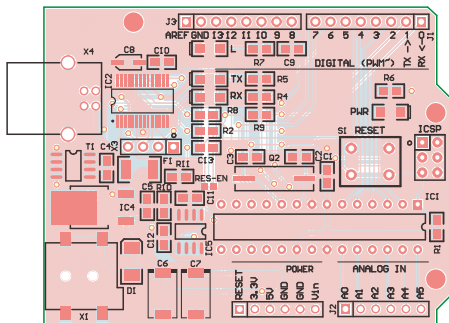 J3
AREF GND 13 12 11 10 9 8
7 6 5 4 3 2 1 0
J1
TX->
RX<-
X4
C8
C10
L
R7
C9
DIGITAL (PWM~)
IC2
TX
R5
R6
RX
R4
R8
R9
PWR
R2
S1
RESET
ICSP
T1
C4
X3
F1
C13
C3
Q2
C2
C1
R11
RES-EN
IC4
C5
R10
C11
IC1
C12
IC5
R1
C6
C7
D1
X1
POWER
ANALOG IN
RESET
3.3V
5V
GND
GND
Vin
J2
A0
A1
A2
A3
A4
A5